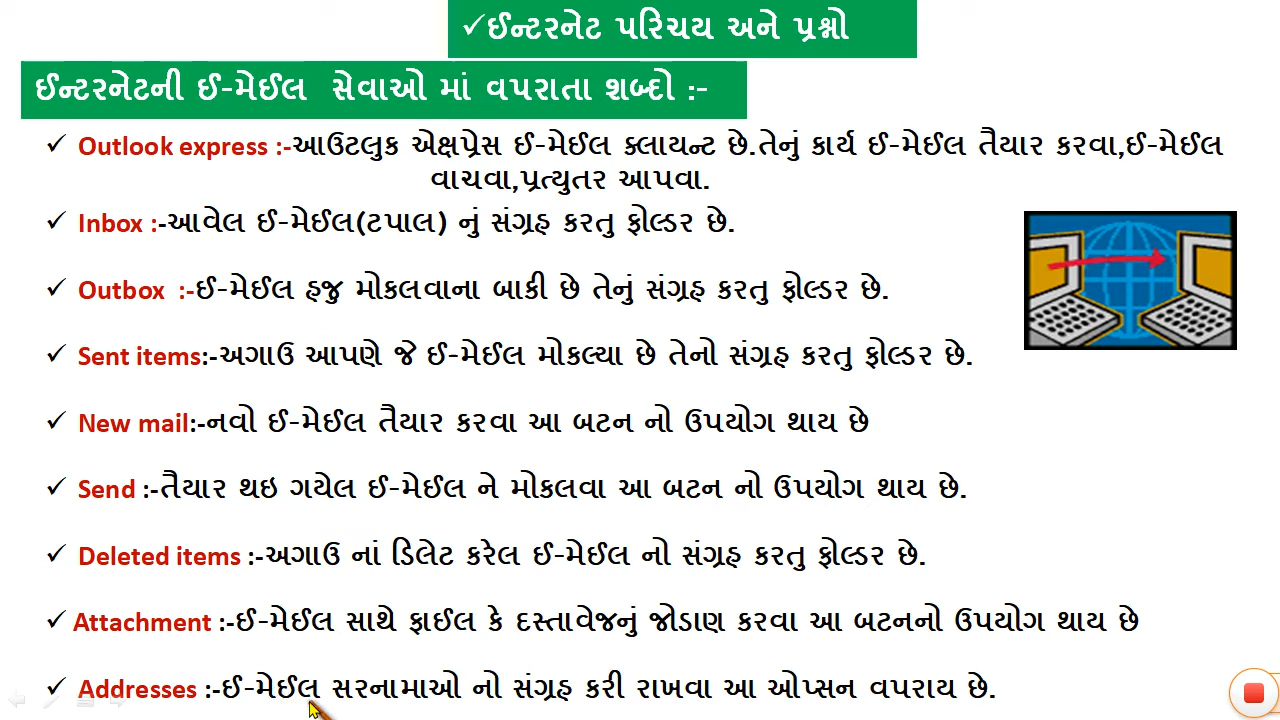 ✓ઈન્ટરનેટ પરિચય અને પ્રશ્નો
ઈન્ટરનેટની ઈ-મેઈલ સેવાઓ માં વપરાતા શબ્દો :-
✓ Outlook express :-આઉટલુક એક્ષપ્રેસ ઈ-મેઈલ ક્લાયન્ટ છે.તેનું કાર્ય ઈ-મેઈલ તૈયાર કરવા,ઈ-મેઈલ
વાચવા,પ્રત્યુતર આપવા.
✓ Inbox :-આવેલ ઈ-મેઈલ(ટપાલ) નું સંગ્રહ કરતુ ફોલ્ડર છે.
✓ Outbox :-ઈ-મેઈલ હજુ મોકલવાના બાકી છે તેનું સંગ્રહ કરતુ ફોલ્ડર છે.
✓ Sent items:-અગાઉ આપણે જે ઈ-મેઈલ મોકલ્યા છે તેનો સંગ્રહ કરતુ ફોલ્ડર છે.
✓ New mail:-નવો ઈ-મેઈલ તૈયાર કરવા આ બટન નો ઉપયોગ થાય છે
✓ Send :-તૈયાર થઇ ગયેલ ઈ-મેઈલ ને મોકલવા આ બટન નો ઉપયોગ થાય છે.
✓ Deleted items :-અગાઉ નાં ડિલેટ કરેલ ઈ-મેઈલ નો સંગ્રહ કરતુ ફોલ્ડર છે.
✓ Attachment :-ઈ-મેઈલ સાથે ફાઈલ કે દસ્તાવેજનું જોડાણ કરવા આ બટનનો ઉપયોગ થાય છે
✓ Addresses :-ઈ-મેઈલ સરનામાઓ નો સંગ્રહ કરી રાખવા આ ઓપ્સન વપરાય છે.